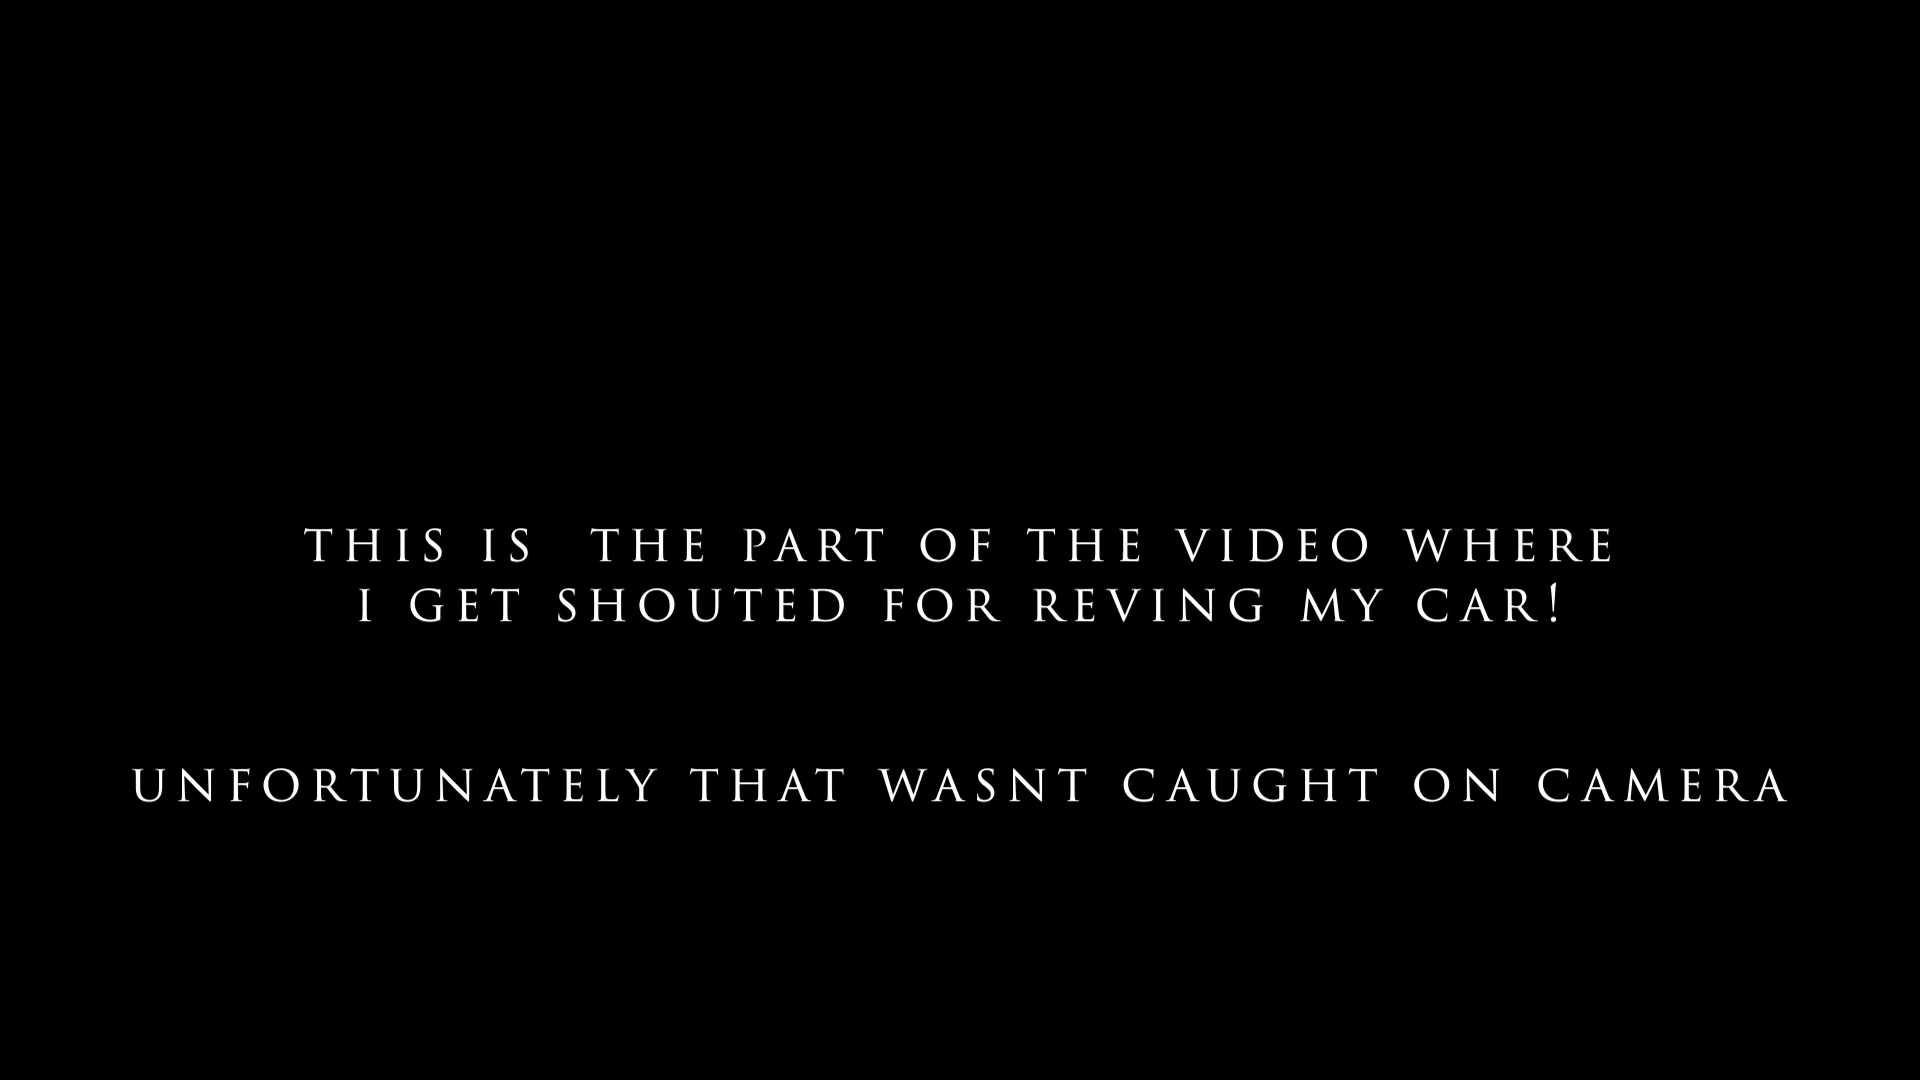 THIS IS  THE PART OF THE VIDEO WHERE
I GET SHOUTED FOR REVING MY CAR!
UNFORTUNATELY THAT WASNT CAUGHT ON CAMERA